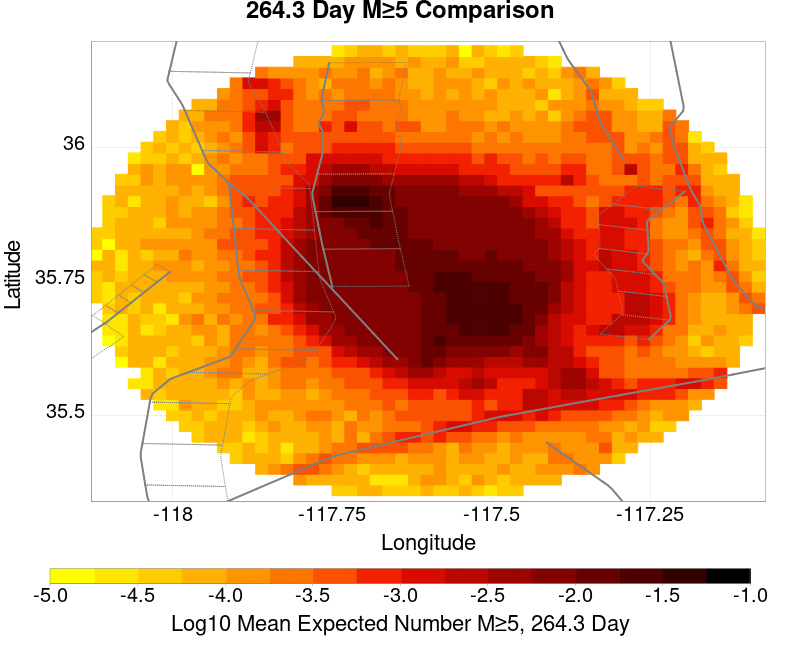 264.3 Day M≥5 Comparison
36
35.75
35.5
Latitude
-118 -117.75 -117.5 -117.25
Longitude
-5.0 -4.5 -4.0 -3.5 -3.0 -2.5 -2.0 -1.5 -1.0
Log10 Mean Expected Number M≥5, 264.3 Day